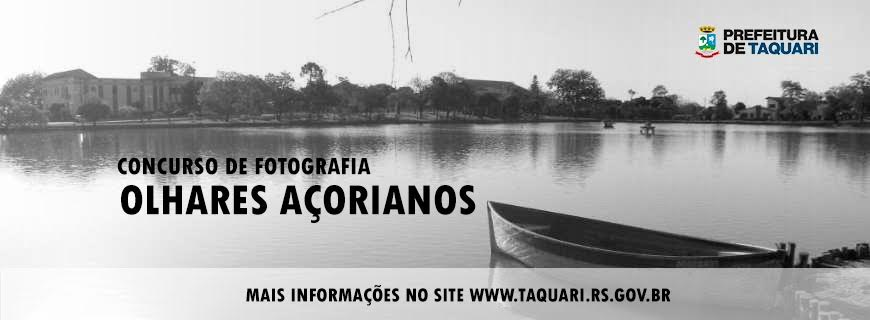 PREFEITURA
DE TAQUARI
CONCURSO DE FOTOGRAFIA
OLHARES AÇORIANOS
MAIS INFORMAÇÕES NO SITE WWW.TAQUARI.RS.GOV.BR